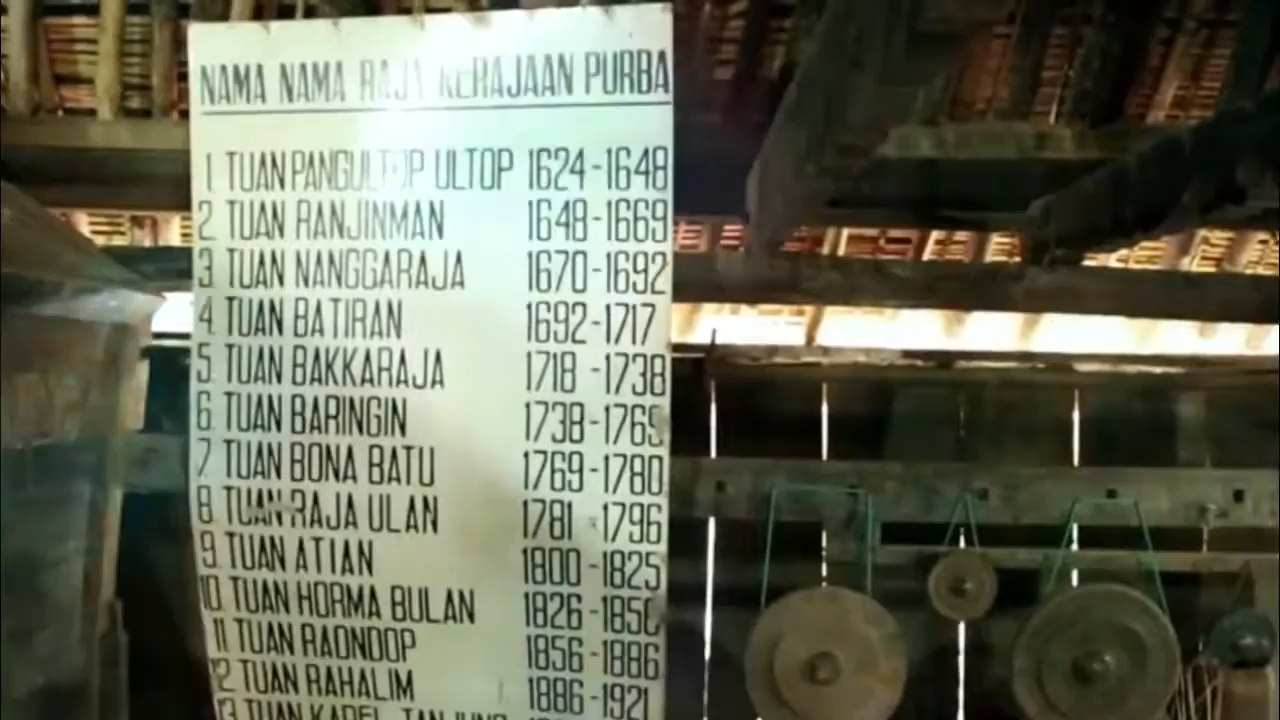 NAMA NAMA RAJA KERAJAAN PURBA
1. TUAN PANGULTOP ULTOP 1624-1648
2. TUAN RANJINMAN 1648-1669
3. TUAN NANGGARAJA 1670-1692
4. TUAN BATIRAN 1692-1717
5. TUAN BAKKARAJA 1718-1738
6. TUAN BARINGIN 1738-1769
7. TUAN BONA BATU 1769-1780
8. TUAN RAJA ULAN 1781-1796
9. TUAN ATIAN 1800-1825
10. TUAN HORMA BULAN 1826-1856
11. TUAN RAONDOP 1856-1886
12. TUAN RAHALIM 1886-1921
13. TUAN